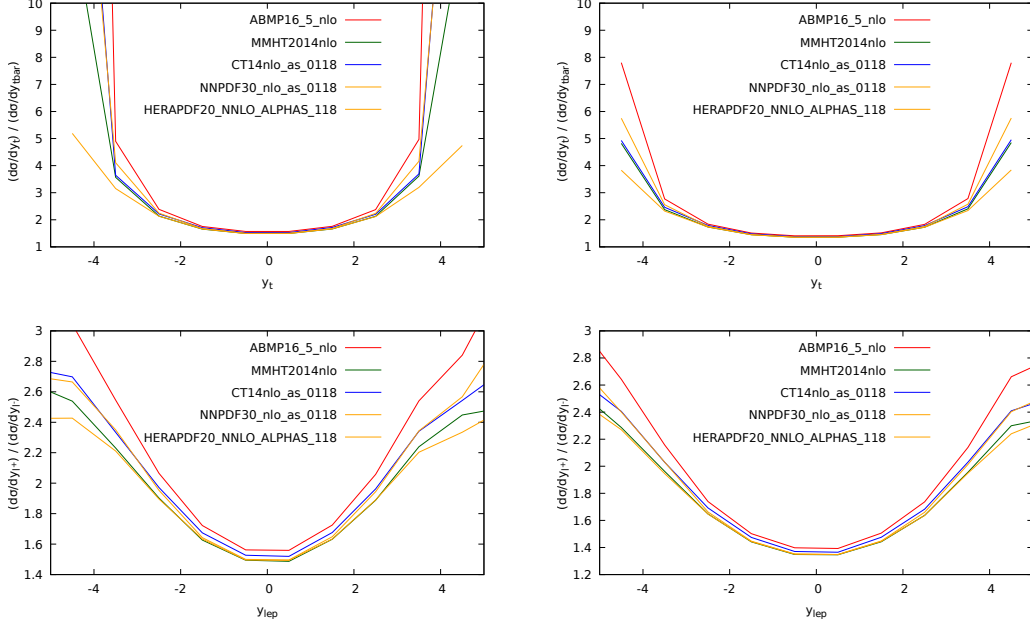 10
9
8
7
6
5
4
3
2
1
(dσ/dy_t) / (dσ/dy_tbar)
-4 -2 0 2 4
y_t
ABMP16_5_nlo
MMHT2014nlo
CT14nlo_as_0118
NNPDF30_nlo_as_0118
HERAPDF20_NNLO_ALPHAS_118
10
9
8
7
6
5
4
3
2
1
(dσ/dy_t) / (dσ/dy_tbar)
-4 -2 0 2 4
y_t
ABMP16_5_nlo
MMHT2014nlo
CT14nlo_as_0118
NNPDF30_nlo_as_0118
HERAPDF20_NNLO_ALPHAS_118
3
2.8
2.6
2.4
2.2
2
1.8
1.6
1.4
(dσ/dy_l+) / (dσ/dy_l-)
-4 -2 0 2 4
y_lep
ABMP16_5_nlo
MMHT2014nlo
CT14nlo_as_0118
NNPDF30_nlo_as_0118
HERAPDF20_NNLO_ALPHAS_118
3
2.8
2.6
2.4
2.2
2
1.8
1.6
1.4
1.2
(dσ/dy_l+) / (dσ/dy_l-)
-4 -2 0 2 4
y_lep
ABMP16_5_nlo
MMHT2014nlo
CT14nlo_as_0118
NNPDF30_nlo_as_0118
HERAPDF20_NNLO_ALPHAS_118